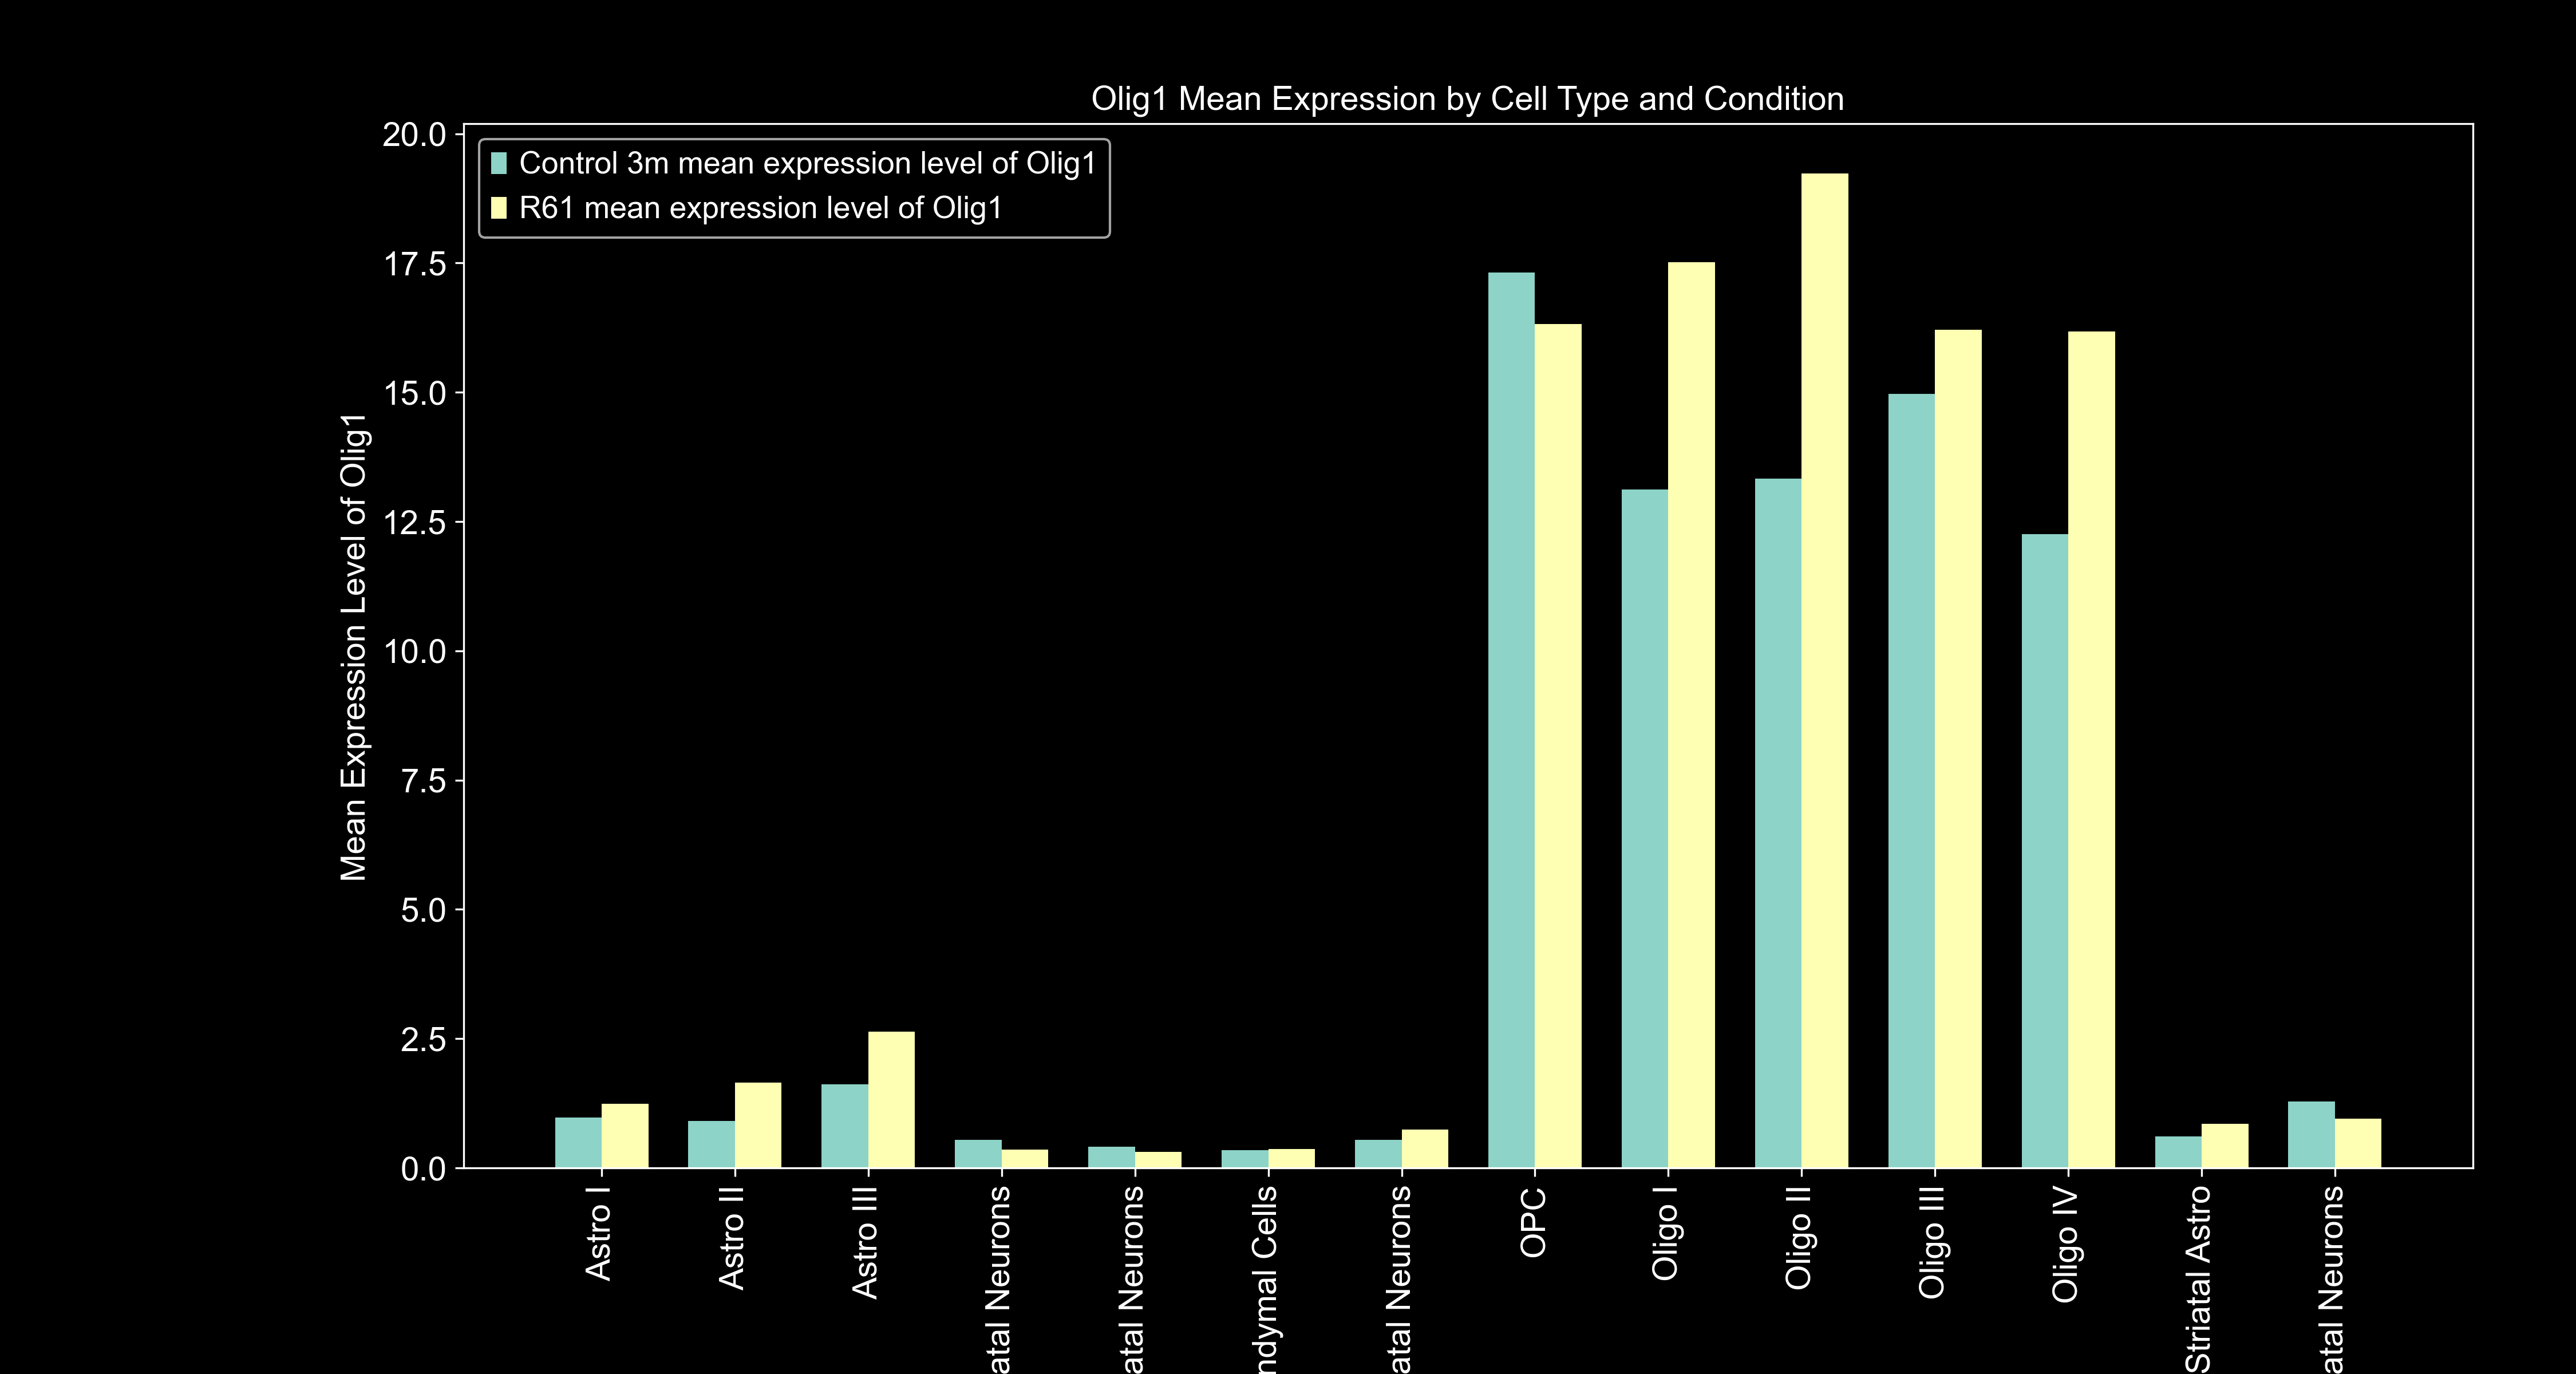 Olig1 Mean Expression by Cell Type and Condition
Control 3m mean expression level of Olig1
R61 mean expression level of Olig1
Mean Expression Level of Olig1
20.0
17.5
15.0
12.5
10.0
7.5
5.0
2.5
0.0
Astro I
Astro II
Astro III
atal Neurons
atal Neurons
ndymal Cells
atal Neurons
OPC
Oligo I
Oligo II
Oligo III
Oligo IV
Striatal Astro
atal Neurons